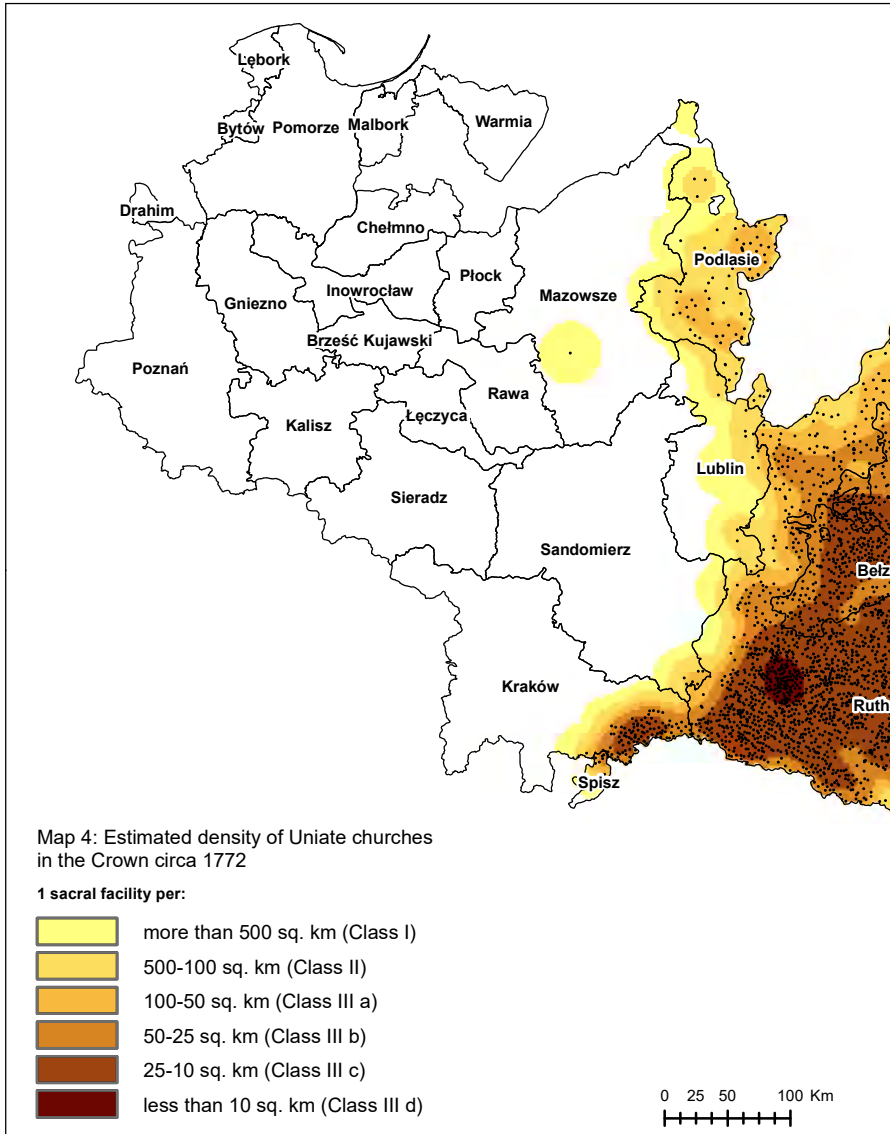 Lębork
Bytów
Pomorze
Malbork
Warmia
Drahim
Chełmno
Podlasie
Płock
Inowrocław
Mazowsze
Gniezno
Brześć Kujawski
Poznań
Rawa
Łęczyca
Kalisz
Lublin
Sieradz
Sandomierz
Bełz
Kraków
Ruth
Spisz
Map 4: Estimated density of Uniate churches
in the Crown circa 1772
1 sacral facility per:
more than 500 sq. km (Class I)
500-100 sq. km (Class II)
100-50 sq. km (Class III a)
50-25 sq. km (Class III b)
25-10 sq. km (Class III c)
less than 10 sq. km (Class III d)
0 25 50 100 Km